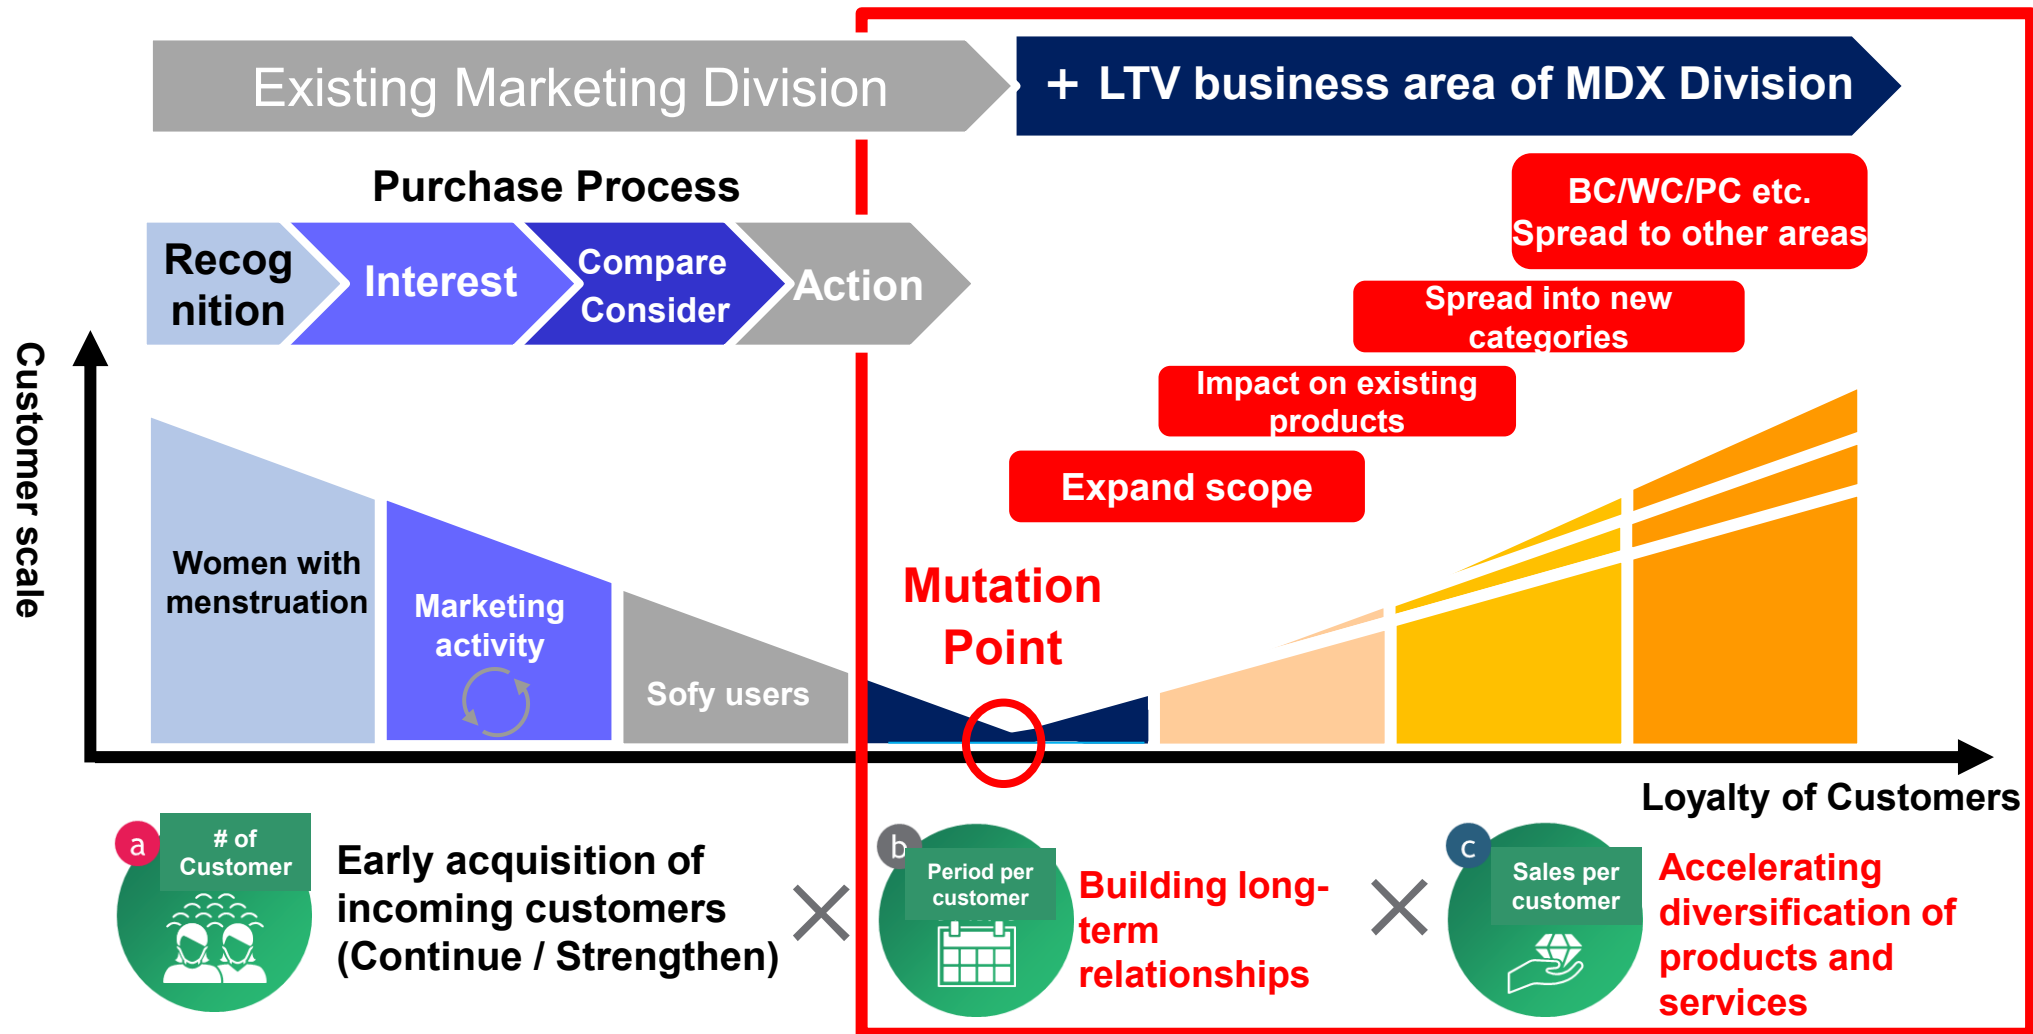 Existing Marketing Division
+ LTV business area of MDX Division
Purchase Process
Recog
nition
Interest
Compare
Consider
Action
BC/WC/PC etc.
Spread to other areas
Spread into new
categories
Impact on existing
products
Expand scope
Customer scale
Women with
menstruation
Marketing
activity
Sofy users
Mutation
Point
Loyalty of Customers
a
# of
Customer
Early acquisition of
incoming customers
(Continue / Strengthen)
b
Period per
customer
Building long-
term
relationships
c
Sales per
customer
Accelerating
diversification of
products and
services